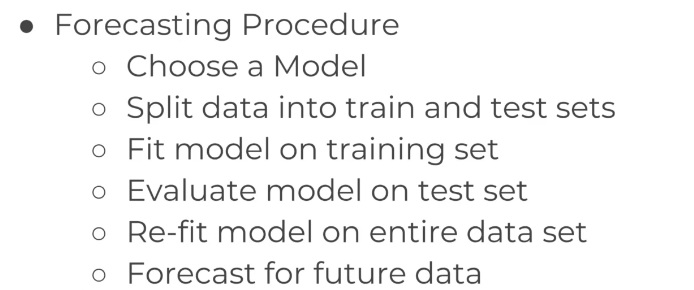 ● Forecasting Procedure
○ Choose a Model
○ Split data into train and test sets
○ Fit model on training set
○ Evaluate model on test set
○ Re-fit model on entire data set
○ Forecast for future data